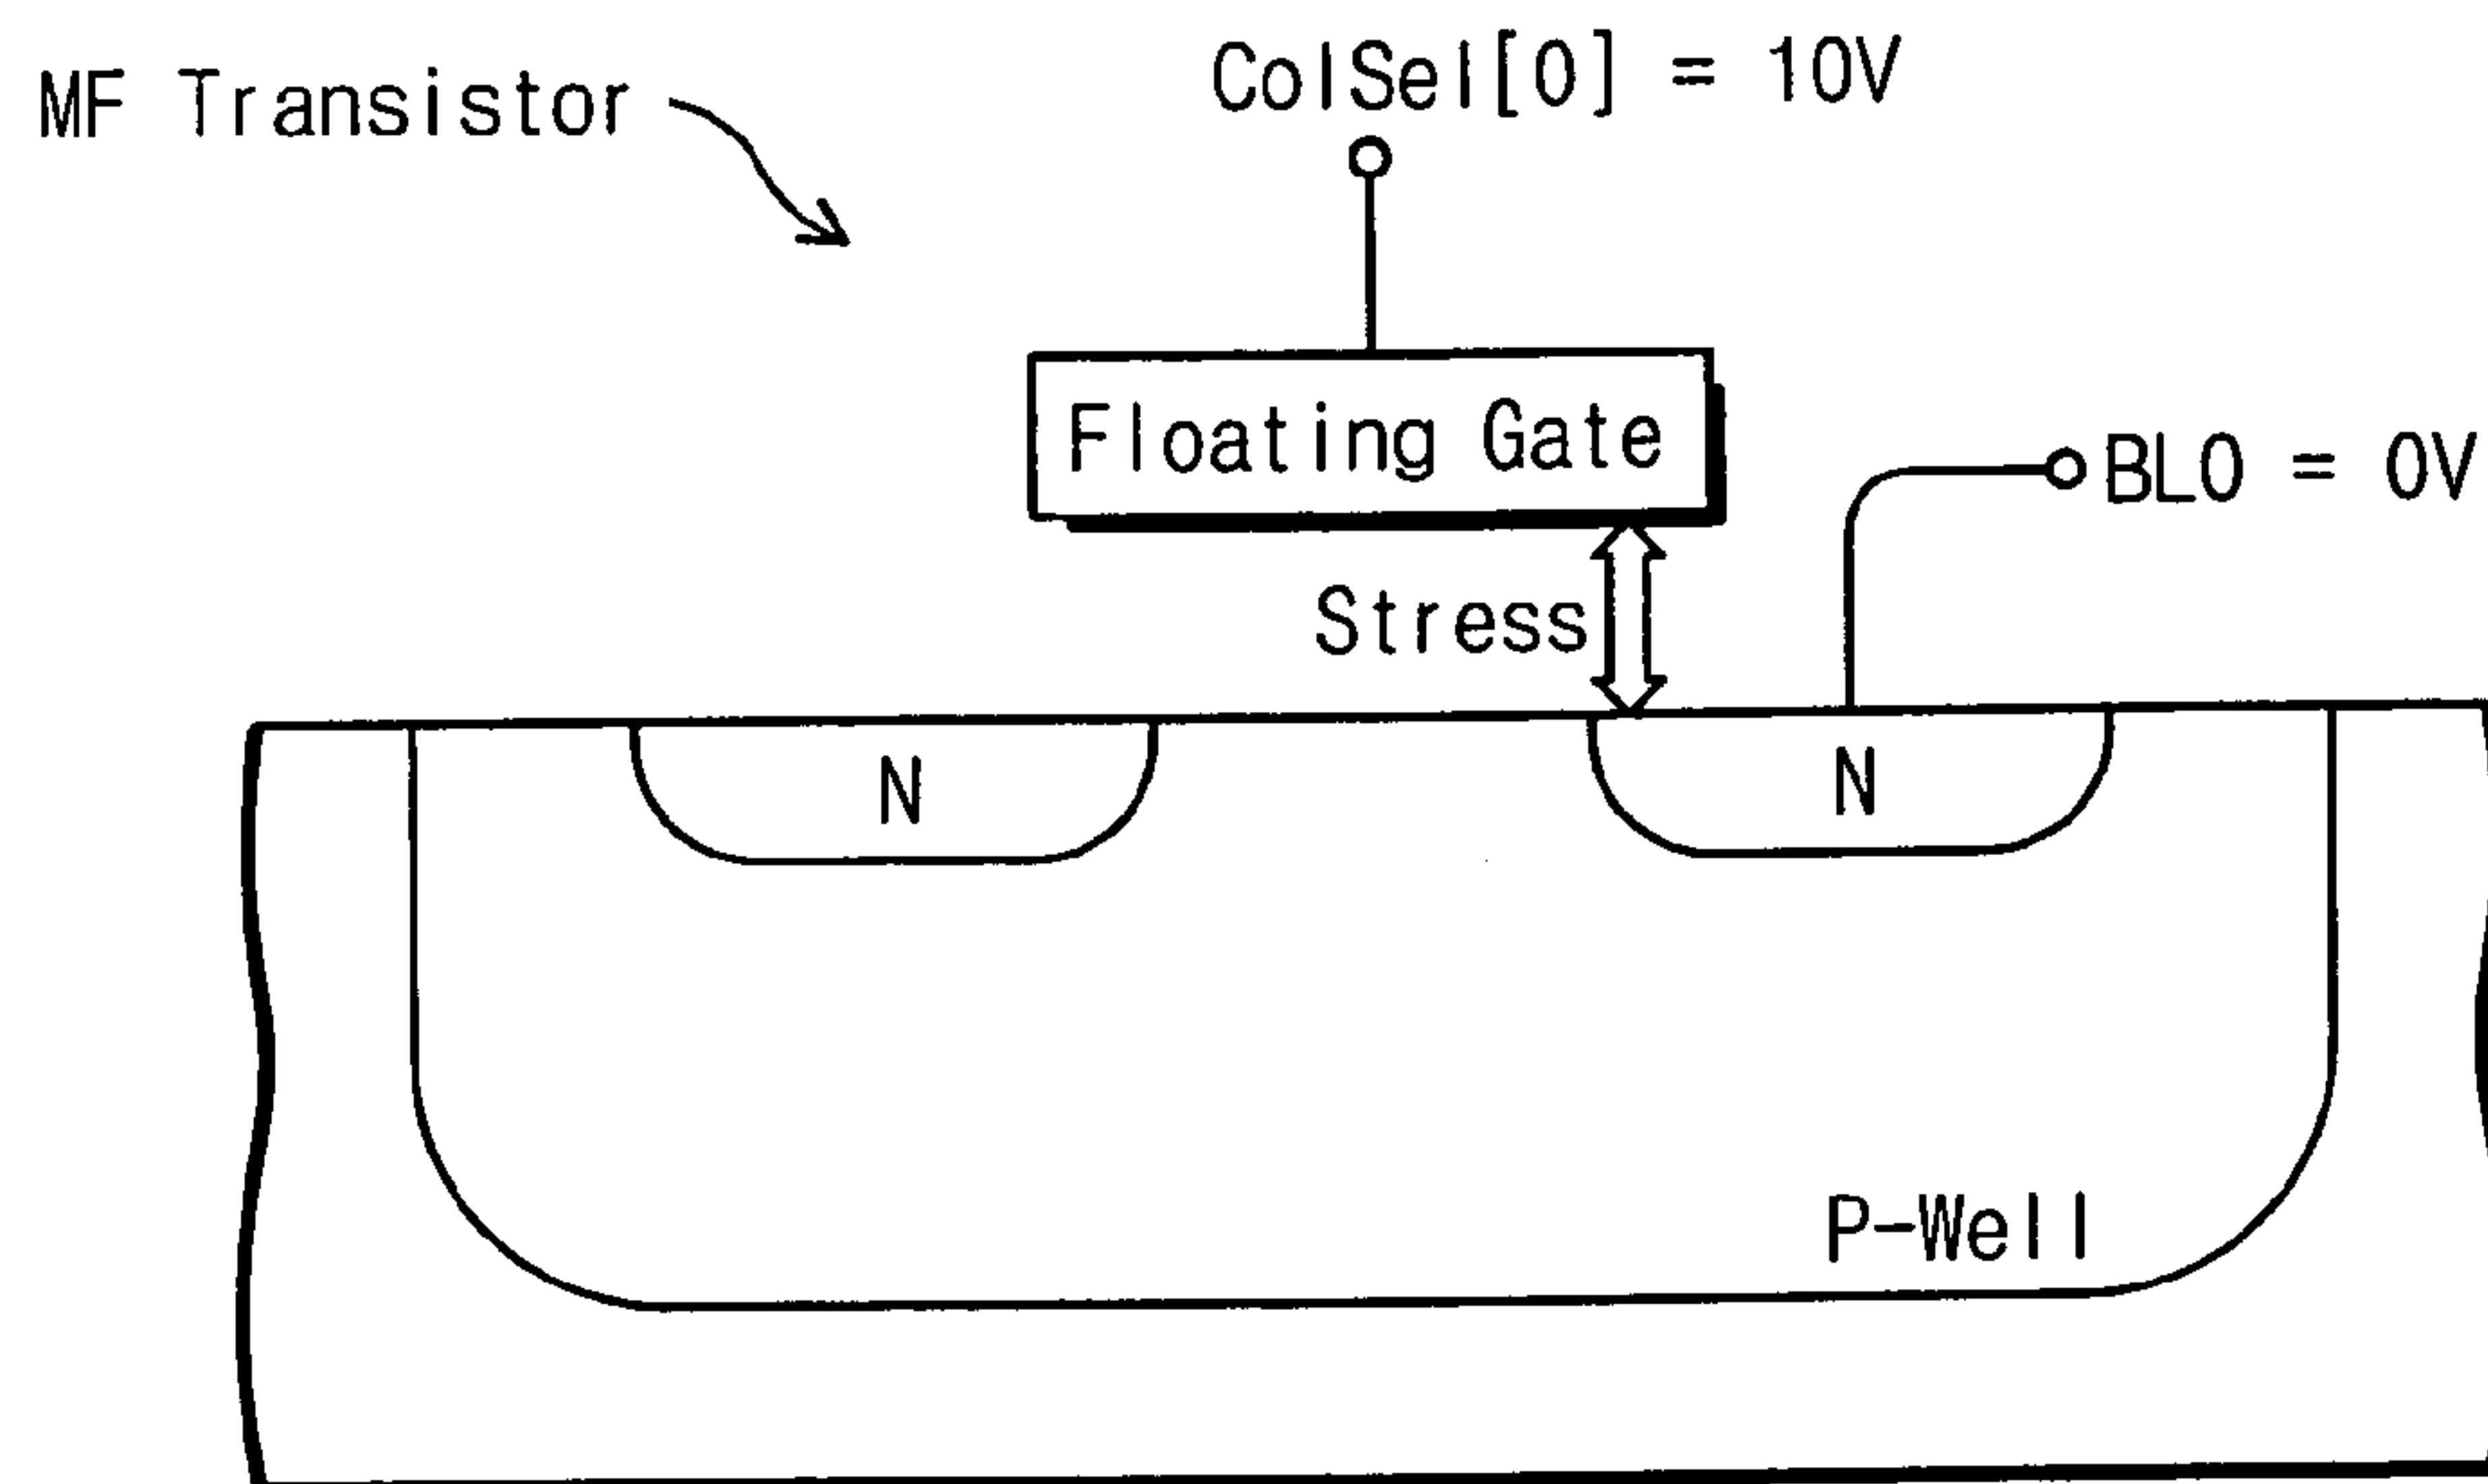 MF Transistor
ColSel[0] = 10V
Floating Gate
BL0 = 0V
Stress
N
N
P-Well